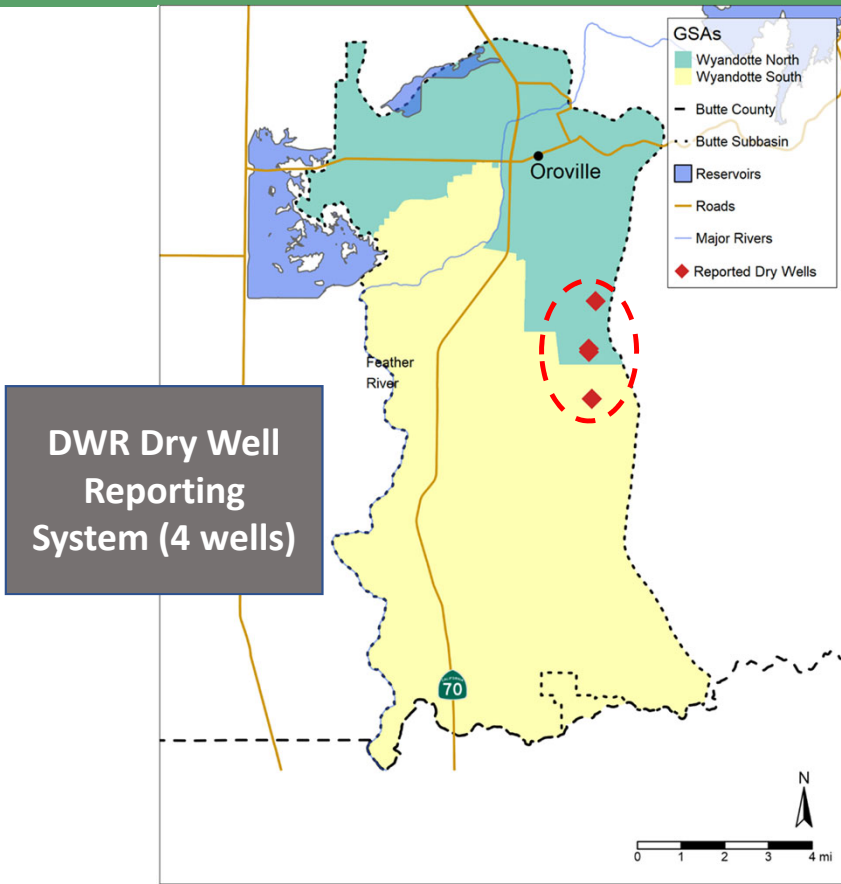 GSAs
Wyandotte North
Wyandotte South
Butte County
Butte Subbasin
Reservoirs
Roads
Major Rivers
Reported Dry Wells
Oroville
Feather
River
DWR Dry Well
Reporting
System (4 wells)
CALIFORNIA
70
N
0 1 2 3 4 mi